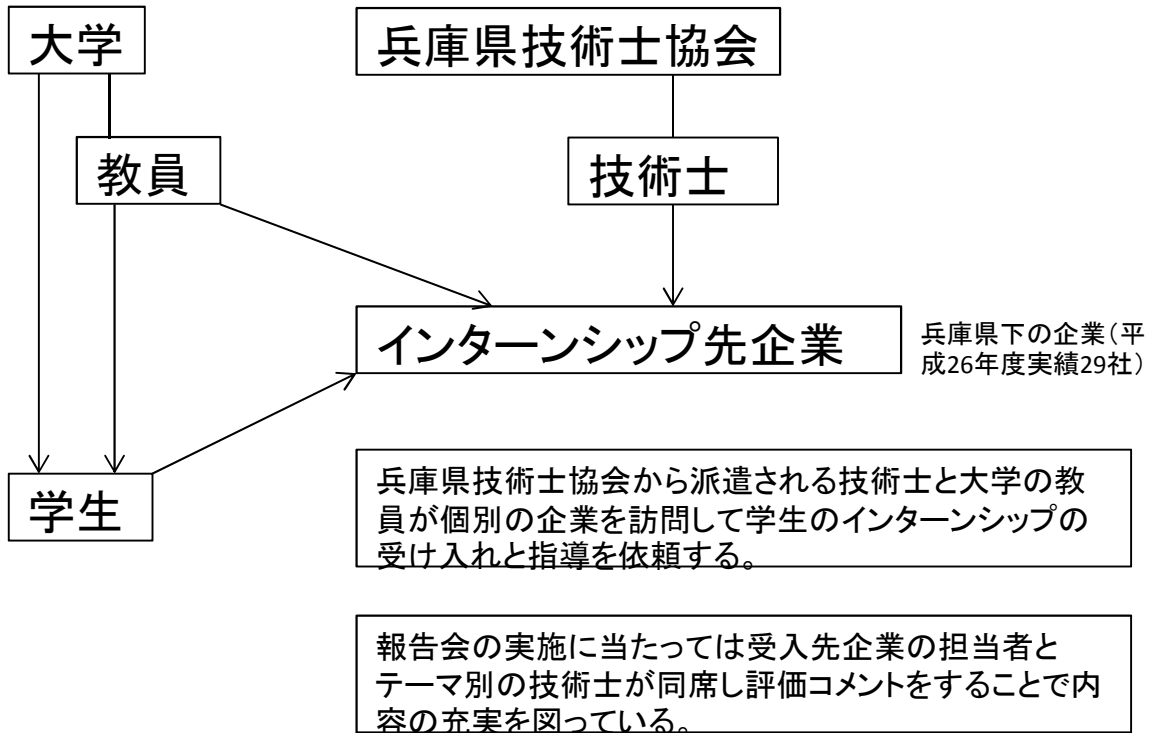 大学
兵庫県技術士協会
教員
技術士
インターンシップ先企業
兵庫県下の企業（平
成26年度実績29社）
学生
兵庫県技術士協会から派遣される技術士と大学の教
員が個別の企業を訪問して学生のインターンシップの
受け入れと指導を依頼する。
報告会の実施に当たっては受入先企業の担当者と
テーマ別の技術士が同席し評価コメントをすることで内
容の充実を図っている。